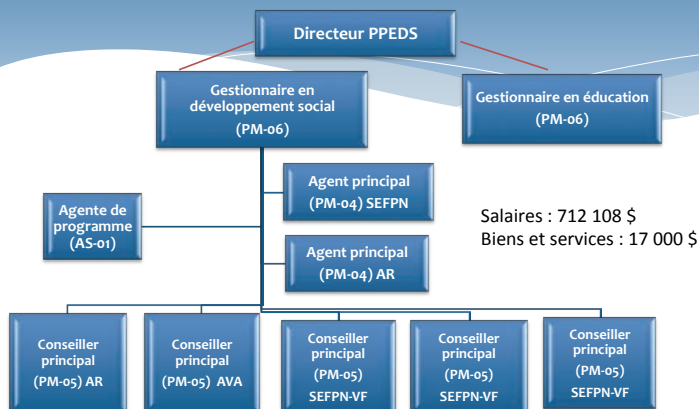 Directeur PPEDS
Gestionnaire en
développement social
(PM-06)
Gestionnaire en éducation
(PM-06)
Agent principal
(PM-04) SEFPN
Agente de
programme
(AS-01)
Salaires : 712 108 $
Biens et services : 17 000 $
Agent principal
(PM-04) AR
Conseiller
principal
(PM-05) AR
Conseiller
principal
(PM-05) AVA
Conseiller
principal
(PM-05)
SEFPN-VF
Conseiller
principal
(PM-05)
SEFPN-VF
Conseiller
principal
(PM-05)
SEFPN-VF